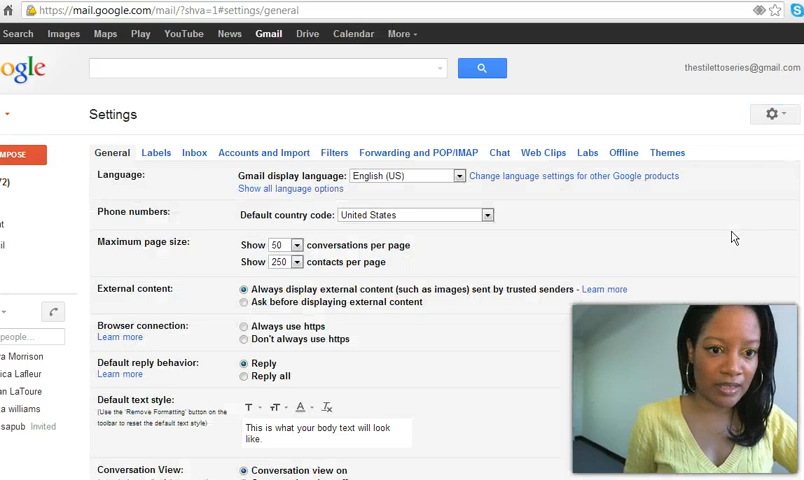 https://mail.google.com/mail/?shva=1#settings/general
Search Images Maps Play YouTube News Gmail Drive Calendar More
ogle
thestilettoseries@gmail.com
Settings
OMPOSE
General Labels Inbox Accounts and Import Filters Forwarding and POP/IMAP Chat Web Clips Labs Offline Themes
72)
Language: Gmail display language: English (US) Change language settings for other Google products
Show all language options
Phone numbers: Default country code: United States
nt
Maximum page size: Show 50 conversations per page
il
Show 250 contacts per page
External content: Always display external content (such as images) sent by trusted senders - Learn more
Ask before displaying external content
Browser connection: Always use https
Learn more Don't always use https
people...
a Morrison
Default reply behavior: Reply
ica Lafleur
Learn more Reply all
an LaToure
Default text style:
(Use the 'Remove Formatting' button on the toolbar to reset the default text style)
T T A T
a williams
sapub Invited
This is what your body text will look
like.
Conversation View: Conversation view on